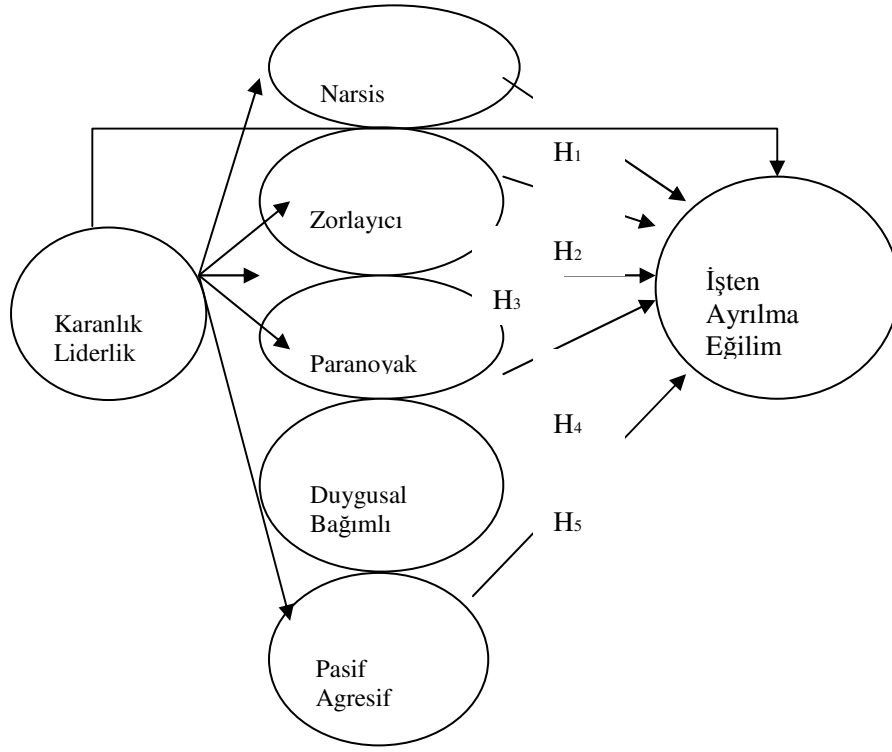 Narsis
H1
Zorlayıcı
H2
H3
İşten
Ayrılma
Eğilim
Karanlık
Liderlik
Paranoyak
H4
Duygusal
Bağımlı
H5
Pasif
Agresif